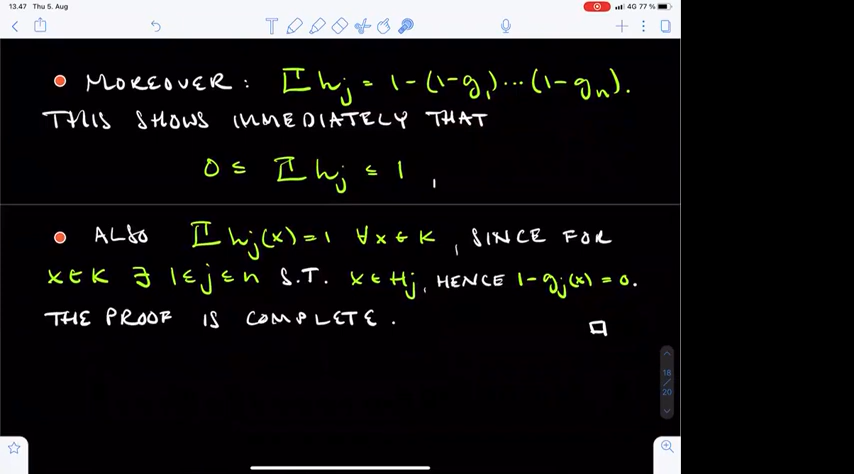 13.47 Thu 5. Aug
4G 77 %
• MOREOVER: Σ hj = 1-(1-g1)...(1-gn).
THIS SHOWS IMMEDIATELY THAT
0 ≤ Σ hj ≤ 1,
• ALSO Σ hj(x) = 1 ∀x∈K, SINCE FOR
x∈K ∃ 1≤j≤n S.T. x∈Hj, HENCE 1-gj(x) = 0.
THE PROOF IS COMPLETE.
□
18
/
20